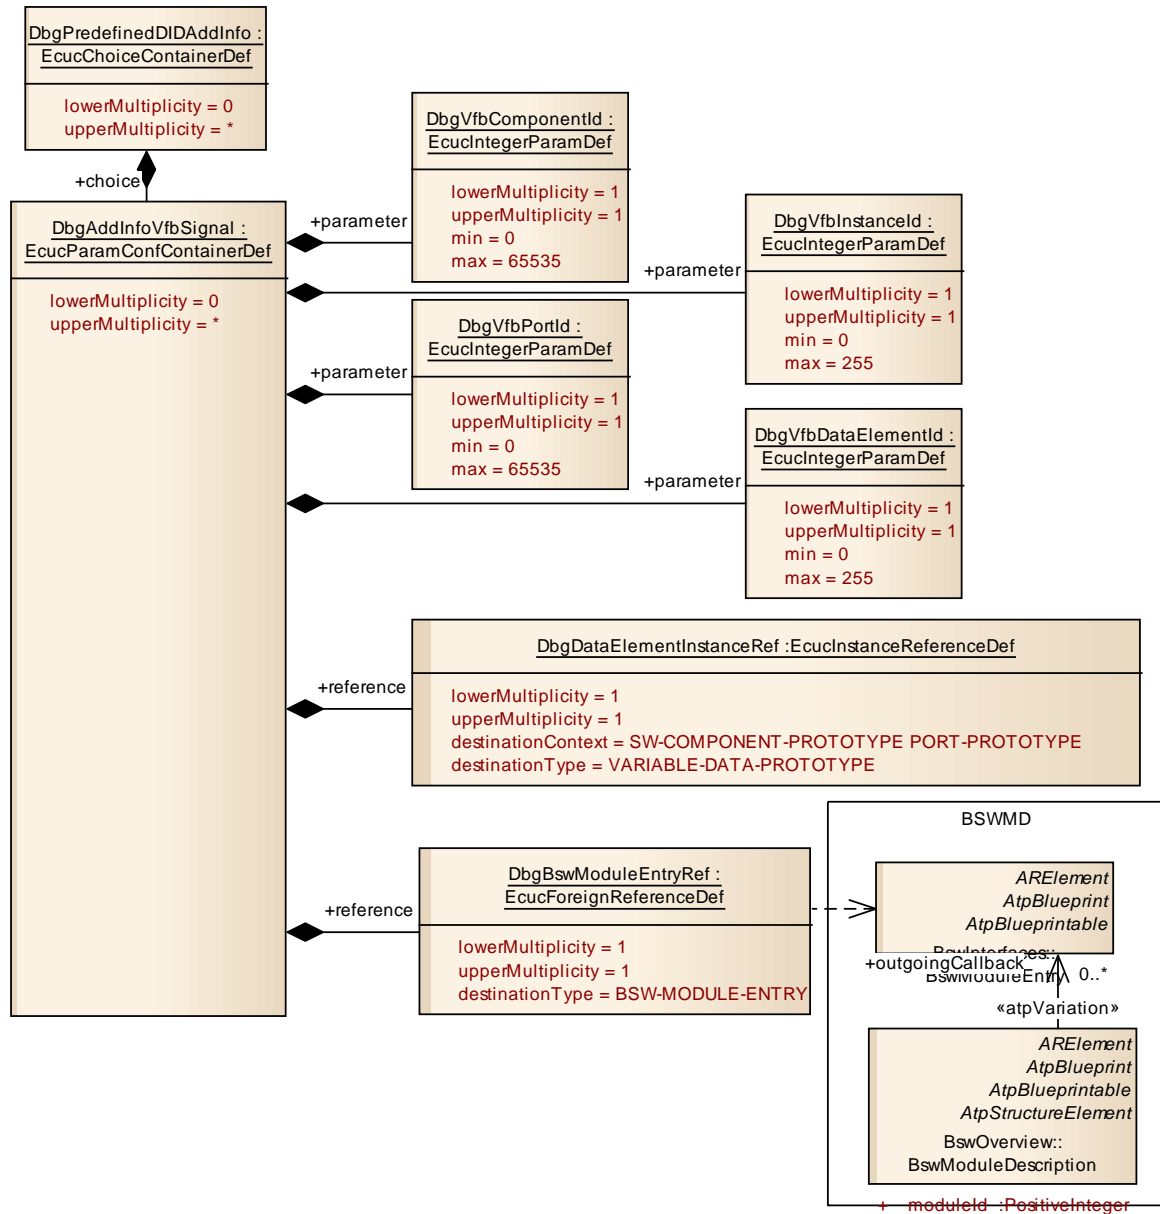 DbgPredefinedDIDAddInfo :
EcucChoiceContainerDef
lowerMultiplicity = 0
upperMultiplicity = *
+choice
DbgAddInfoVfbSignal :
EcucParamConfContainerDef
lowerMultiplicity = 0
upperMultiplicity = *
+parameter
DbgVfbComponentId :
EcucIntegerParamDef
lowerMultiplicity = 1
upperMultiplicity = 1
min = 0
max = 65535
+parameter
DbgVfbInstanceId :
EcucIntegerParamDef
lowerMultiplicity = 1
upperMultiplicity = 1
min = 0
max = 255
+parameter
DbgVfbPortId :
EcucIntegerParamDef
lowerMultiplicity = 1
upperMultiplicity = 1
min = 0
max = 65535
+parameter
DbgVfbDataElementId :
EcucIntegerParamDef
lowerMultiplicity = 1
upperMultiplicity = 1
min = 0
max = 255
+reference
DbgDataElementInstanceRef :EcucInstanceReferenceDef
lowerMultiplicity = 1
upperMultiplicity = 1
destinationContext = SW-COMPONENT-PROTOTYPE PORT-PROTOTYPE
destinationType = VARIABLE-DATA-PROTOTYPE
+reference
DbgBswModuleEntryRef :
EcucForeignReferenceDef
lowerMultiplicity = 1
upperMultiplicity = 1
destinationType = BSW-MODULE-ENTRY
BSWMD
ARElement
AtpBlueprint
AtpBlueprintable
BswInterfaces::
BswModuleEntry
+outgoingCallback
0..*
«atpVariation»
ARElement
AtpBlueprint
AtpBlueprintable
AtpStructureElement
BswOverview::
BswModuleDescription
+ moduleId :PositiveInteger